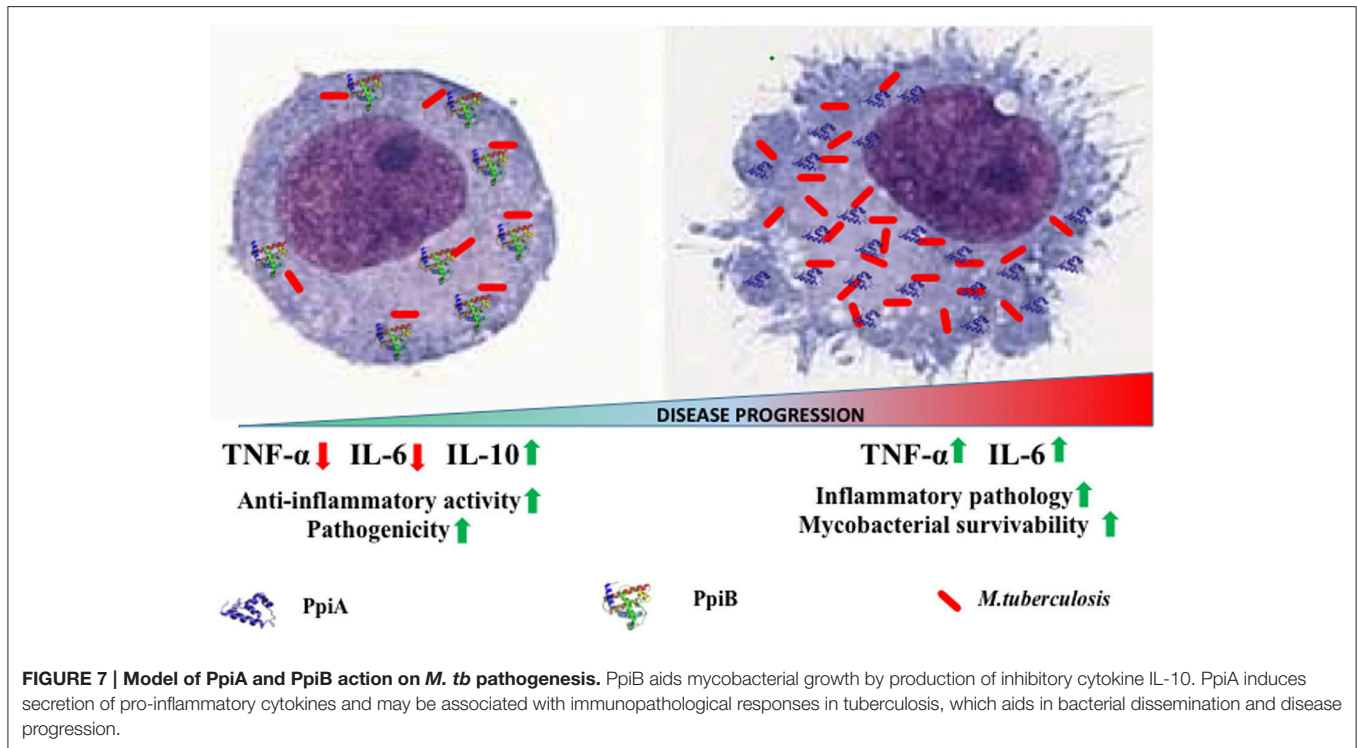 DISEASE PROGRESSION
TNF-α IL-6 IL-10
Anti-inflammatory activity
Pathogenicity
TNF-α IL-6
Inflammatory pathology
Mycobacterial survivability
PpiA
PpiB
M.tuberculosis
FIGURE 7 | Model of PpiA and PpiB action on M. tb pathogenesis. PpiB aids mycobacterial growth by production of inhibitory cytokine IL-10. PpiA induces
secretion of pro-inflammatory cytokines and may be associated with immunopathological responses in tuberculosis, which aids in bacterial dissemination and disease
progression.